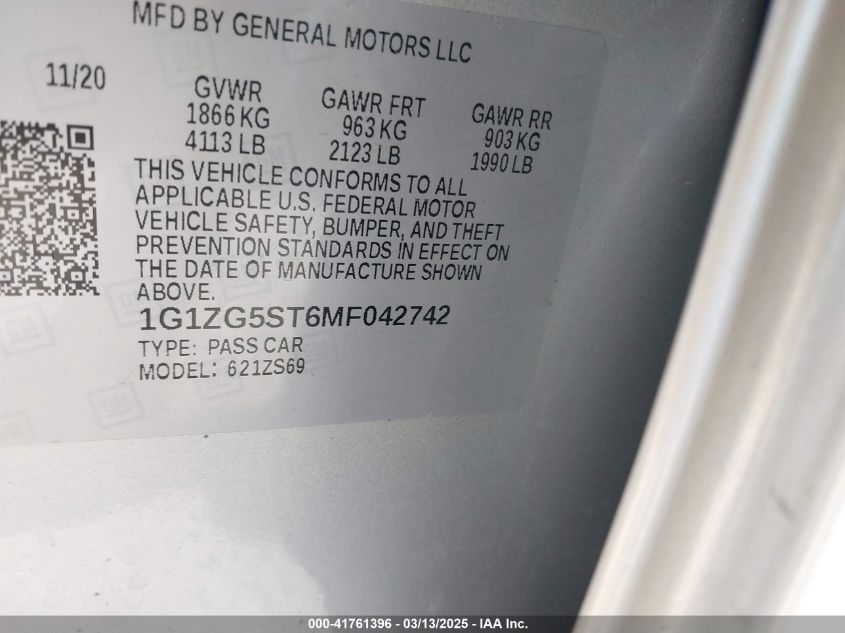 MFD BY GENERAL MOTORS LLC
11/20
GVWR GAWR FRT GAWR RR
1866 KG 963 KG 903 KG
4113 LB 2123 LB 1990 LB
THIS VEHICLE CONFORMS TO ALL
APPLICABLE U.S. FEDERAL MOTOR
VEHICLE SAFETY, BUMPER, AND THEFT
PREVENTION STANDARDS IN EFFECT ON
THE DATE OF MANUFACTURE SHOWN
ABOVE.
1G1ZG5ST6MF042742
TYPE: PASS CAR
MODEL: 621ZS69
000-41761396 - 03/13/2025 - IAA Inc.